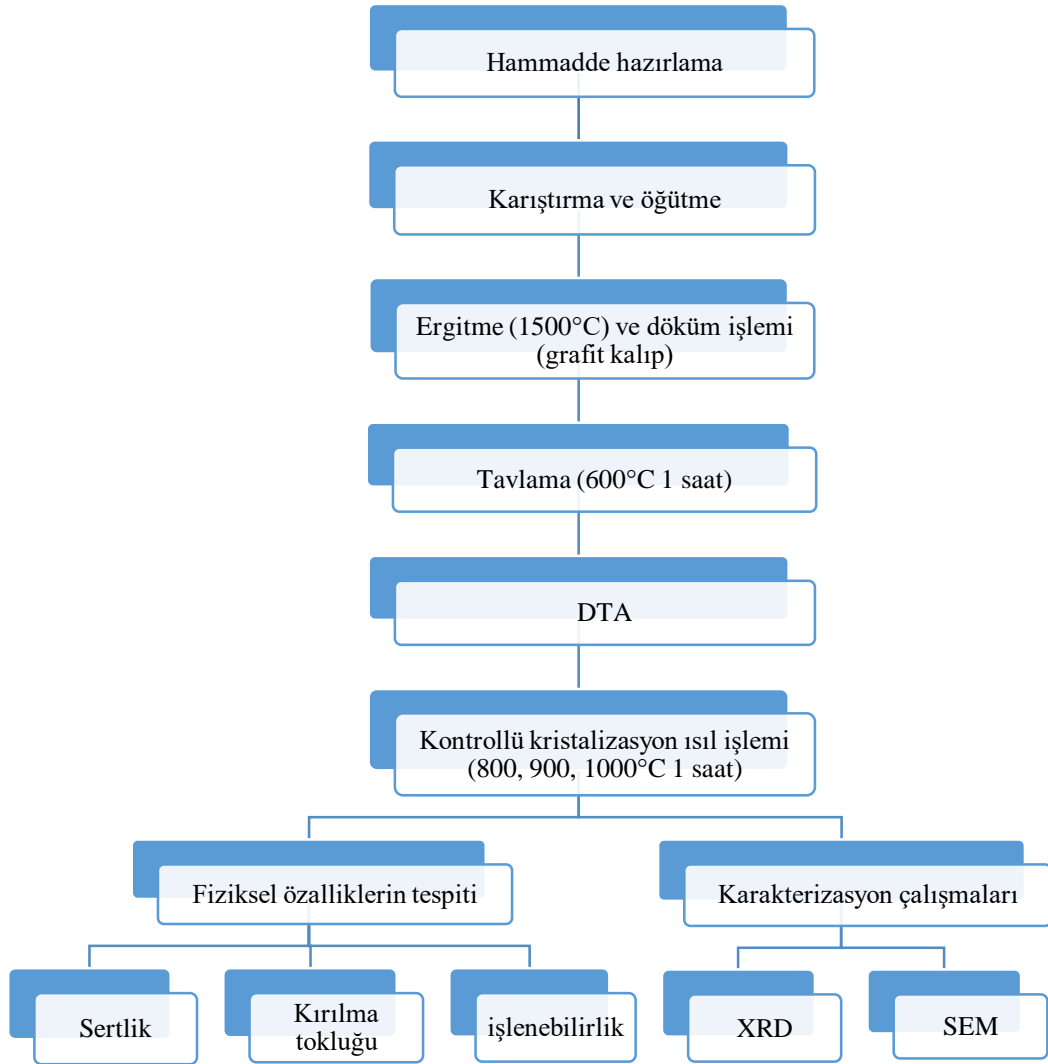 Hammadde hazırlama
Karıştırma ve öğütme
Ergitme (1500°C) ve döküm işlemi
(grafit kalıp)
Tavlama (600°C 1 saat)
DTA
Kontrollü kristalizasyon ısıl işlemi
(800, 900, 1000°C 1 saat)
Fiziksel özalliklerin tespiti
Karakterizasyon çalışmaları
Sertlik
Kırılma
tokluğu
işlenebilirlik
XRD
SEM